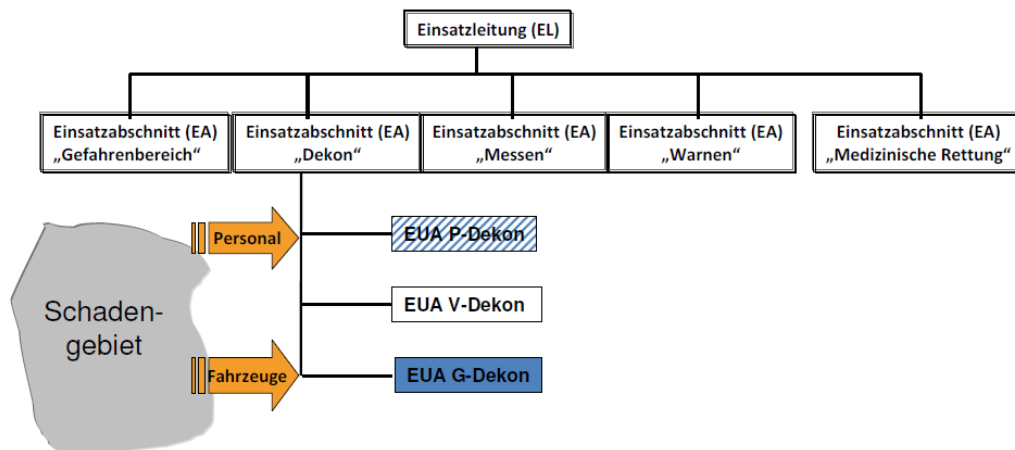 Einsatzleitung (EL)
Einsatzabschnitt (EA)
„Gefahrenbereich“
Einsatzabschnitt (EA)
„Dekon“
Einsatzabschnitt (EA)
„Messen“
Einsatzabschnitt (EA)
„Warnen“
Einsatzabschnitt (EA)
„Medizinische Rettung“
Personal
EUA P-Dekon
Schaden-
gebiet
EUA V-Dekon
Fahrzeuge
EUA G-Dekon